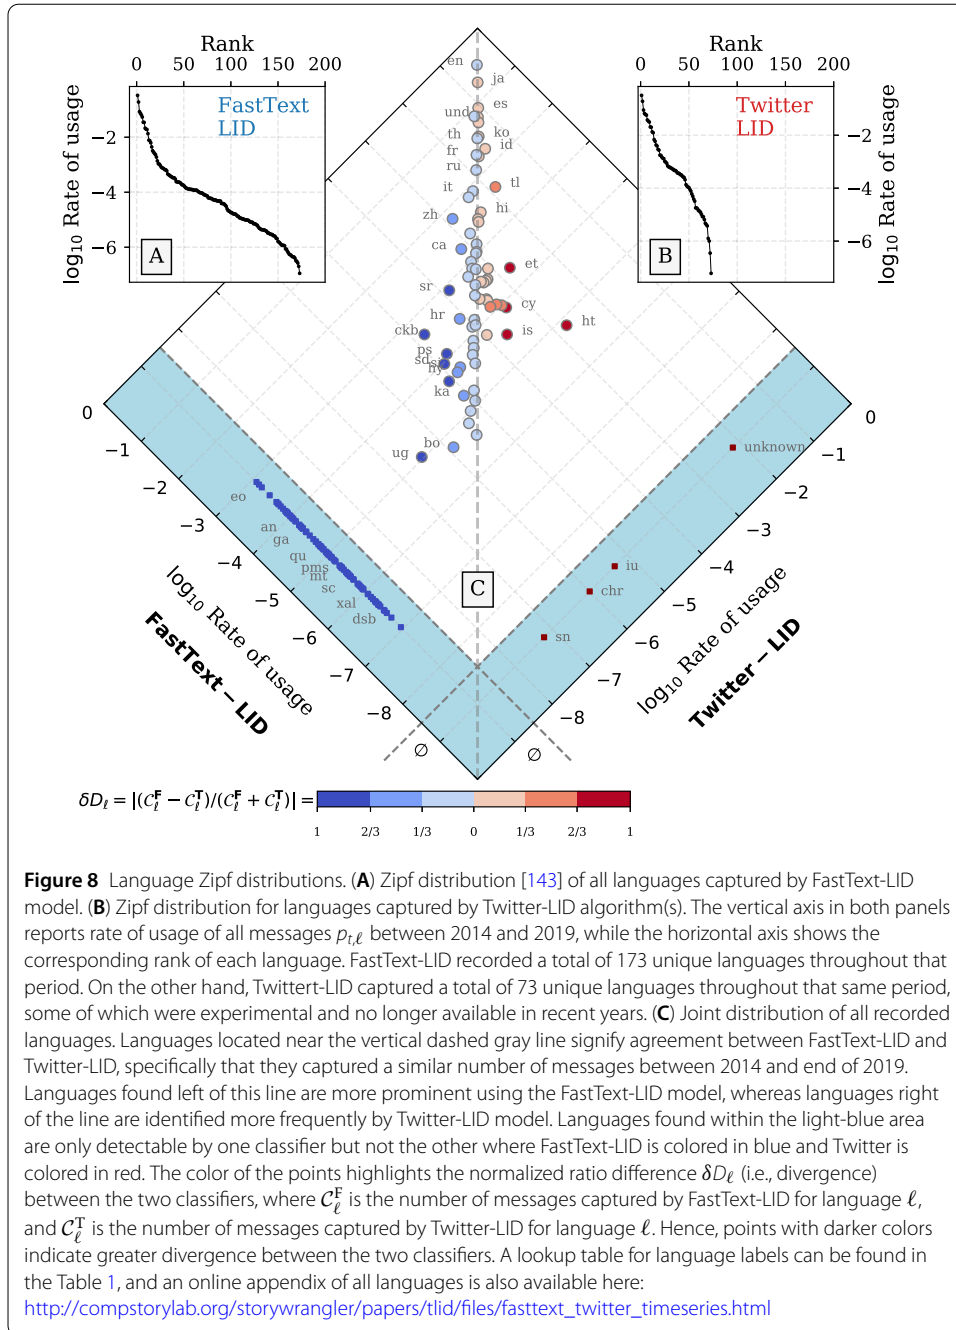 Rank
0 50 100 150 200
log10 Rate of usage
−2
−4
−6
FastText
LID
A
Rank
0 50 100 150 200
Twitter
LID
B
−2
−4
−6
log10 Rate of usage
en
ja
es
und
th
ko
id
fr
ru
it
tl
zh
hi
ca
et
sr
cy
hr
ht
ckb
is
ps
sd
si
hy
ka
bo
ug
eo
an
ga
qu
pms
mt
sc
xal
dsb
unknown
iu
chr
sn
C
0
−1
−2
−3
−4
−5
−6
−7
−8
∅
log10 Rate of usage
FastText − LID
0
−1
−2
−3
−4
−5
−6
−7
−8
∅
log10 Rate of usage
Twitter − LID
δDℓ = |(𝒞ℓF − 𝒞ℓT)/(𝒞ℓF + 𝒞ℓT)| =
1 2/3 1/3 0 1/3 2/3 1
Figure 8 Language Zipf distributions. (A) Zipf distribution [143] of all languages captured by FastText-LID
model. (B) Zipf distribution for languages captured by Twitter-LID algorithm(s). The vertical axis in both panels
reports rate of usage of all messages pt,ℓ between 2014 and 2019, while the horizontal axis shows the
corresponding rank of each language. FastText-LID recorded a total of 173 unique languages throughout that
period. On the other hand, Twittert-LID captured a total of 73 unique languages throughout that same period,
some of which were experimental and no longer available in recent years. (C) Joint distribution of all recorded
languages. Languages located near the vertical dashed gray line signify agreement between FastText-LID and
Twitter-LID, specifically that they captured a similar number of messages between 2014 and end of 2019.
Languages found left of this line are more prominent using the FastText-LID model, whereas languages right
of the line are identified more frequently by Twitter-LID model. Languages found within the light-blue area
are only detectable by one classifier but not the other where FastText-LID is colored in blue and Twitter is
colored in red. The color of the points highlights the normalized ratio difference δDℓ (i.e., divergence)
between the two classifiers, where 𝒞ℓF is the number of messages captured by FastText-LID for language ℓ,
and 𝒞ℓT is the number of messages captured by Twitter-LID for language ℓ. Hence, points with darker colors
indicate greater divergence between the two classifiers. A lookup table for language labels can be found in
the Table 1, and an online appendix of all languages is also available here:
http://compstorylab.org/storywrangler/papers/tlid/files/fasttext_twitter_timeseries.html